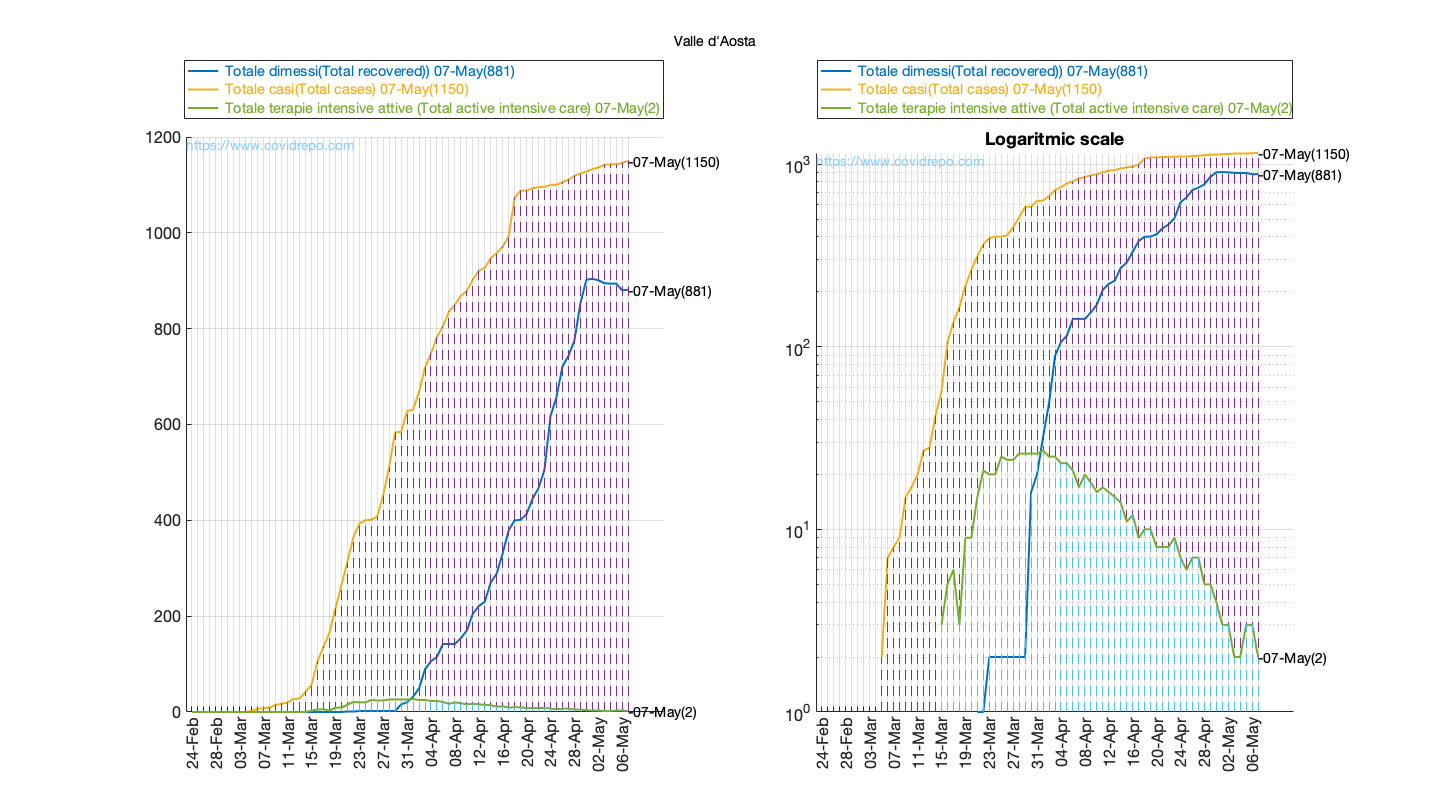 Valle d'Aosta
Totale dimessi(Total recovered)) 07-May(881)
Totale casi(Total cases) 07-May(1150)
Totale terapie intensive attive (Total active intensive care) 07-May(2)
1200
1000
800
600
400
200
0
https://www.covidrepo.com
07-May(1150)
07-May(881)
07-May(2)
24-Feb
28-Feb
03-Mar
07-Mar
11-Mar
15-Mar
19-Mar
23-Mar
27-Mar
31-Mar
04-Apr
08-Apr
12-Apr
16-Apr
20-Apr
24-Apr
28-Apr
02-May
06-May
Totale dimessi(Total recovered)) 07-May(881)
Totale casi(Total cases) 07-May(1150)
Totale terapie intensive attive (Total active intensive care) 07-May(2)
Logaritmic scale
10^3
10^2
10^1
10^0
https://www.covidrepo.com
07-May(1150)
07-May(881)
07-May(2)
24-Feb
28-Feb
03-Mar
07-Mar
11-Mar
15-Mar
19-Mar
23-Mar
27-Mar
31-Mar
04-Apr
08-Apr
12-Apr
16-Apr
20-Apr
24-Apr
28-Apr
02-May
06-May